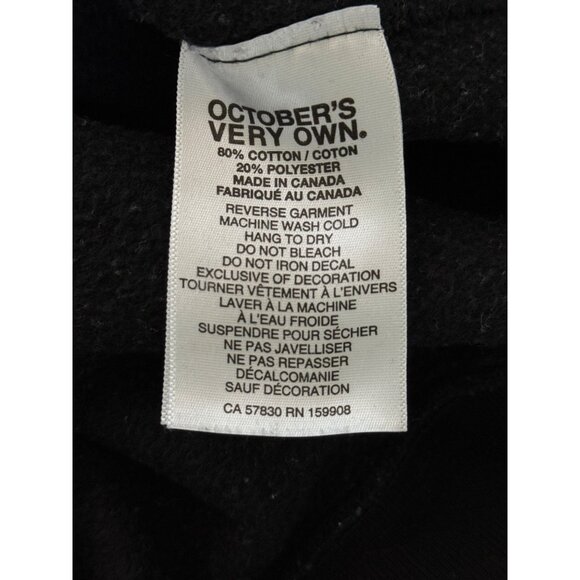 OCTOBER'S
VERY OWN®
80% COTTON / COTON
20% POLYESTER
MADE IN CANADA
FABRIQUÉ AU CANADA
REVERSE GARMENT
MACHINE WASH COLD
HANG TO DRY
DO NOT BLEACH
DO NOT IRON DECAL
EXCLUSIVE OF DECORATION
TOURNER VÊTEMENT À L'ENVERS
LAVER À LA MACHINE
À L'EAU FROIDE
SUSPENDRE POUR SÉCHER
NE PAS JAVELLISER
NE PAS REPASSER
DÉCALCOMANIE
SAUF DÉCORATION
CA 57830 RN 159908